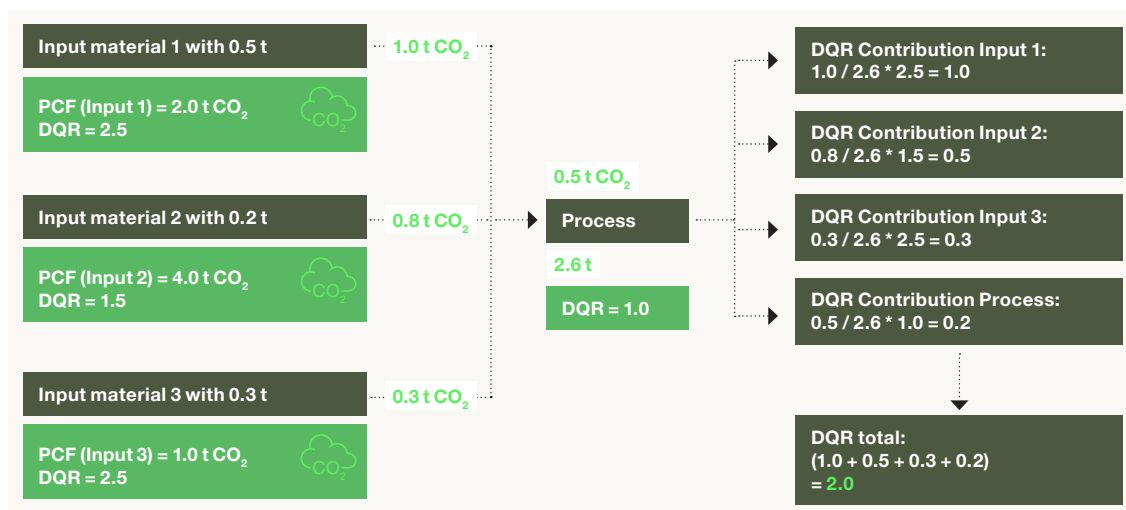 Input material 1 with 0.5 t
PCF (Input 1) = 2.0 t CO₂
DQR = 2.5
CO₂
1.0 t CO₂
Input material 2 with 0.2 t
PCF (Input 2) = 4.0 t CO₂
DQR = 1.5
CO₂
0.8 t CO₂
Input material 3 with 0.3 t
PCF (Input 3) = 1.0 t CO₂
DQR = 2.5
CO₂
0.3 t CO₂
0.5 t CO₂
Process
2.6 t
DQR = 1.0
DQR Contribution Input 1:
1.0 / 2.6 * 2.5 = 1.0
DQR Contribution Input 2:
0.8 / 2.6 * 1.5 = 0.5
DQR Contribution Input 3:
0.3 / 2.6 * 2.5 = 0.3
DQR Contribution Process:
0.5 / 2.6 * 1.0 = 0.2
DQR total:
(1.0 + 0.5 + 0.3 + 0.2)
= 2.0